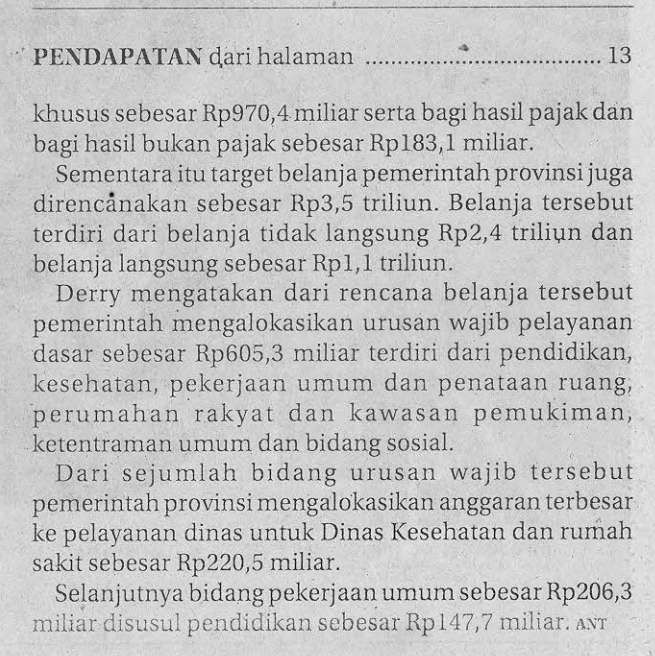 PENDAPATAN dari halaman ..................................... 13
khusus sebesar Rp970,4 miliar serta bagi hasil pajak dan
bagi hasil bukan pajak sebesar Rp183,1 miliar.
Sementara itu target belanja pemerintah provinsi juga
direncanakan sebesar Rp3,5 triliun. Belanja tersebut
terdiri dari belanja tidak langsung Rp2,4 triliun dan
belanja langsung sebesar Rp1,1 triliun.
Derry mengatakan dari rencana belanja tersebut
pemerintah mengalokasikan urusan wajib pelayanan
dasar sebesar Rp605,3 miliar terdiri dari pendidikan,
kesehatan, pekerjaan umum dan penataan ruang,
perumahan rakyat dan kawasan pemukiman,
ketentraman umum dan bidang sosial.
Dari sejumlah bidang urusan wajib tersebut
pemerintah provinsi mengalokasikan anggaran terbesar
ke pelayanan dinas untuk Dinas Kesehatan dan rumah
sakit sebesar Rp220,5 miliar.
Selanjutnya bidang pekerjaan umum sebesar Rp206,3
miliar disusul pendidikan sebesar Rp147,7 miliar. ANT